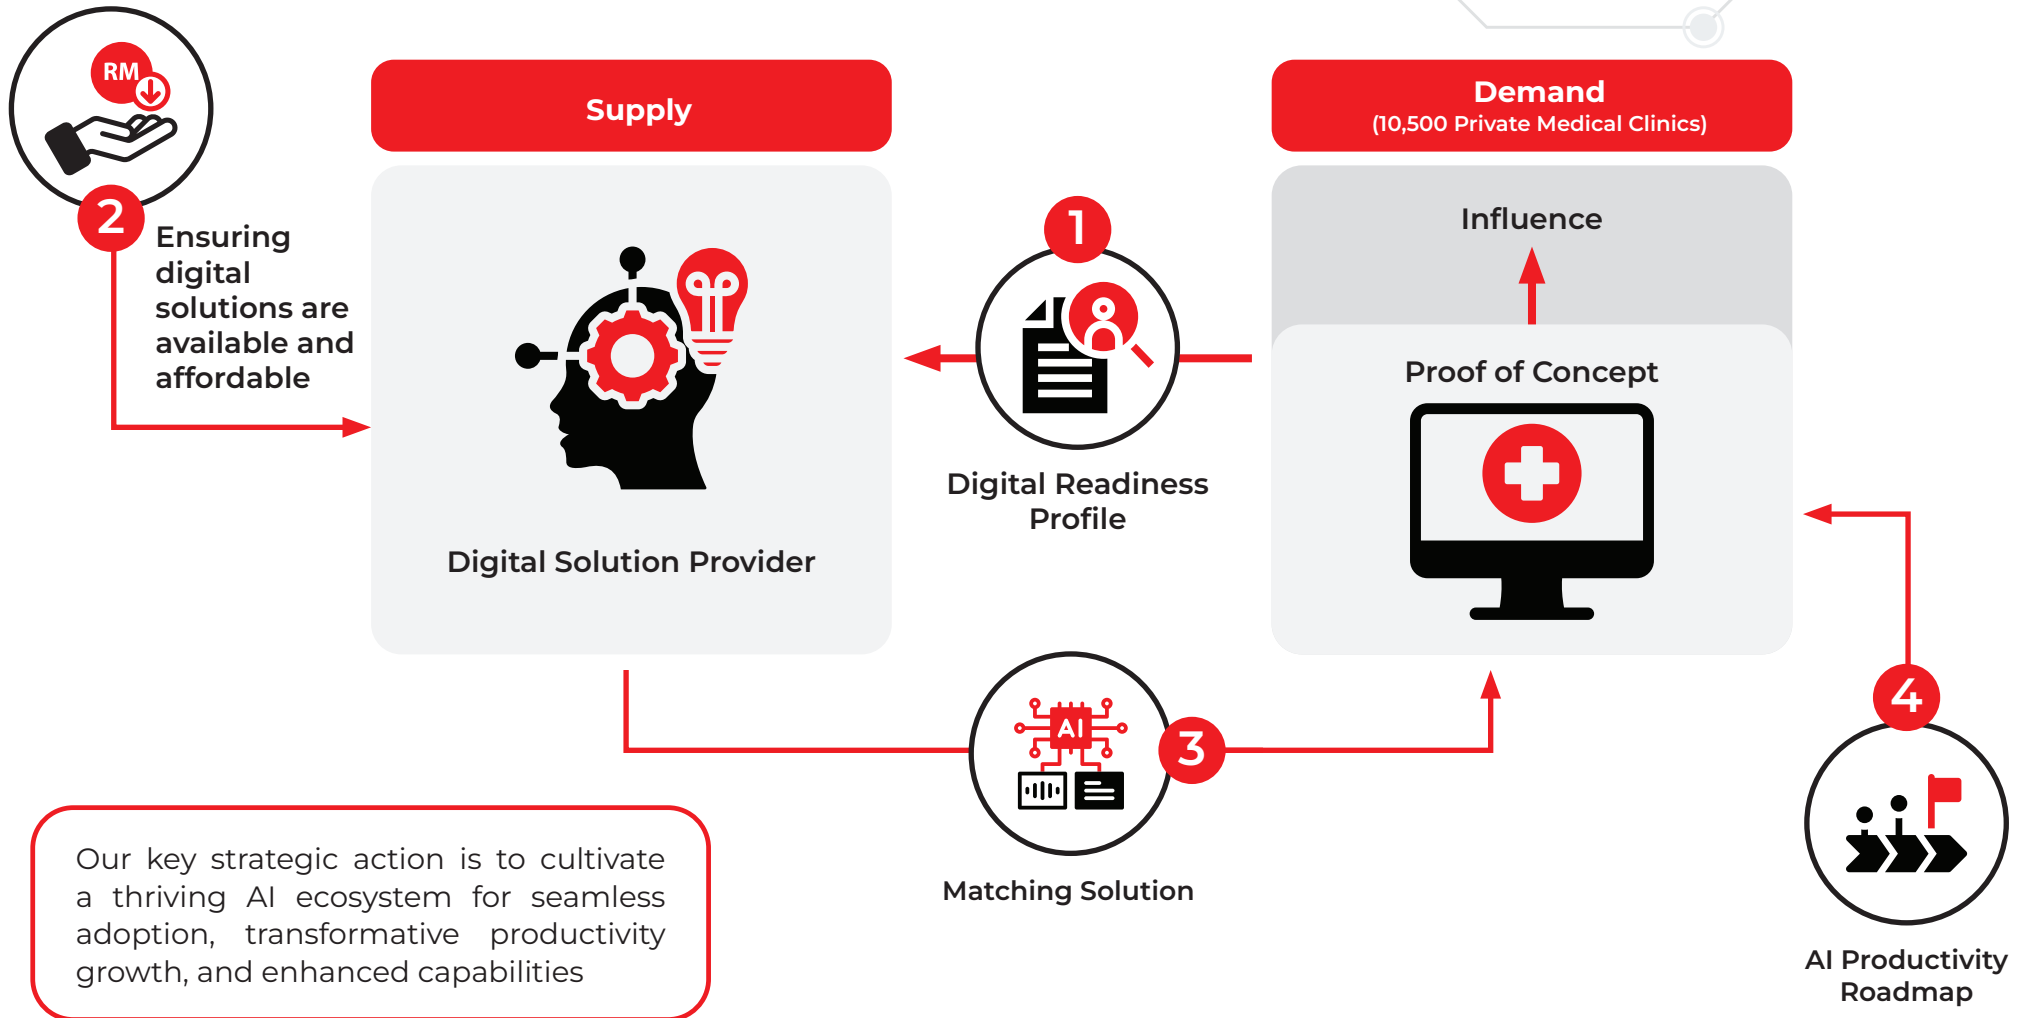 RM
2
Ensuring
digital
solutions are
available and
affordable
Supply
Digital Solution Provider
1
Digital Readiness
Profile
Demand
(10,500 Private Medical Clinics)
Influence
Proof of Concept
AI
3
Matching Solution
4
AI Productivity
Roadmap
Our key strategic action is to cultivate
a thriving AI ecosystem for seamless
adoption, transformative productivity
growth, and enhanced capabilities